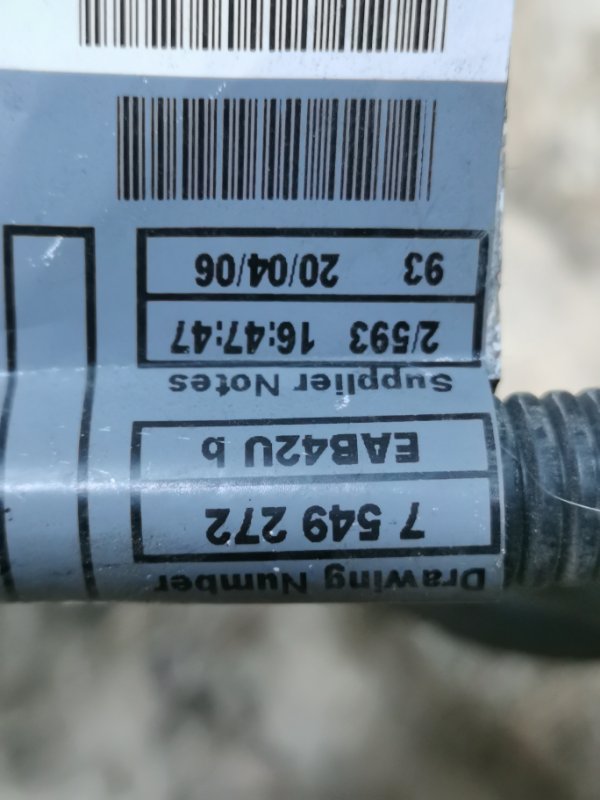 Drawing Number
7 549 272
EAB42U b
Supplier Notes
2/593 16:47:47
93 20/04/06